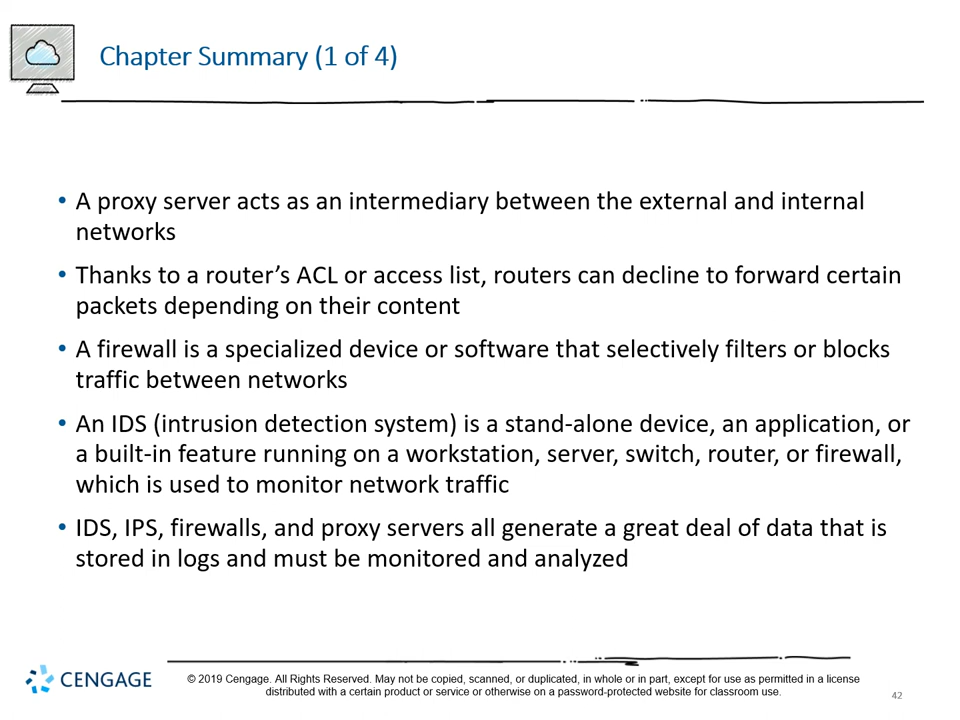 Chapter Summary (1 of 4)
• A proxy server acts as an intermediary between the external and internal
networks
• Thanks to a router’s ACL or access list, routers can decline to forward certain
packets depending on their content
• A firewall is a specialized device or software that selectively filters or blocks
traffic between networks
• An IDS (intrusion detection system) is a stand-alone device, an application, or
a built-in feature running on a workstation, server, switch, router, or firewall,
which is used to monitor network traffic
• IDS, IPS, firewalls, and proxy servers all generate a great deal of data that is
stored in logs and must be monitored and analyzed
CENGAGE
© 2019 Cengage. All Rights Reserved. May not be copied, scanned, or duplicated, in whole or in part, except for use as permitted in a license
distributed with a certain product or service or otherwise on a password-protected website for classroom use.
42